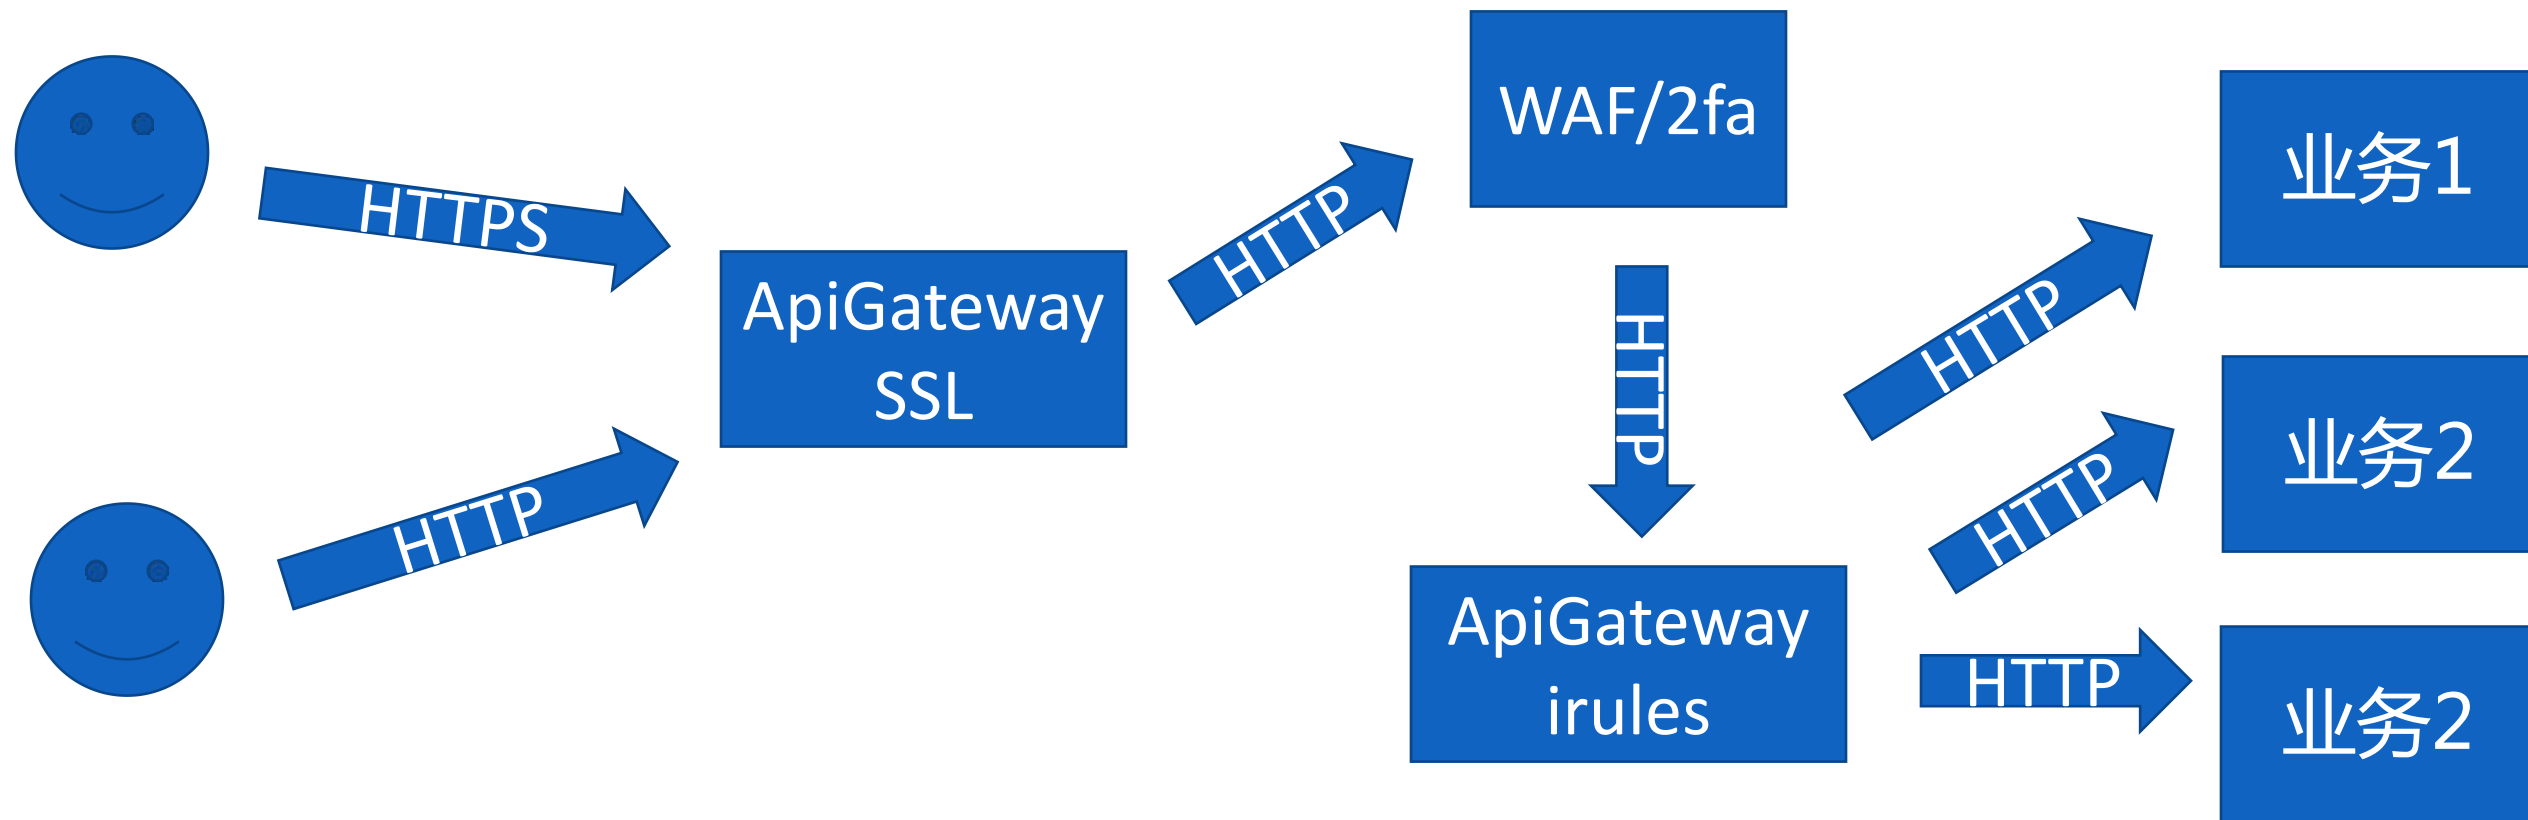 HTTPS
HTTP
ApiGateway
SSL
HTTP
WAF/2fa
HTTP
ApiGateway
irules
HTTP
HTTP
HTTP
业务1
业务2
业务2